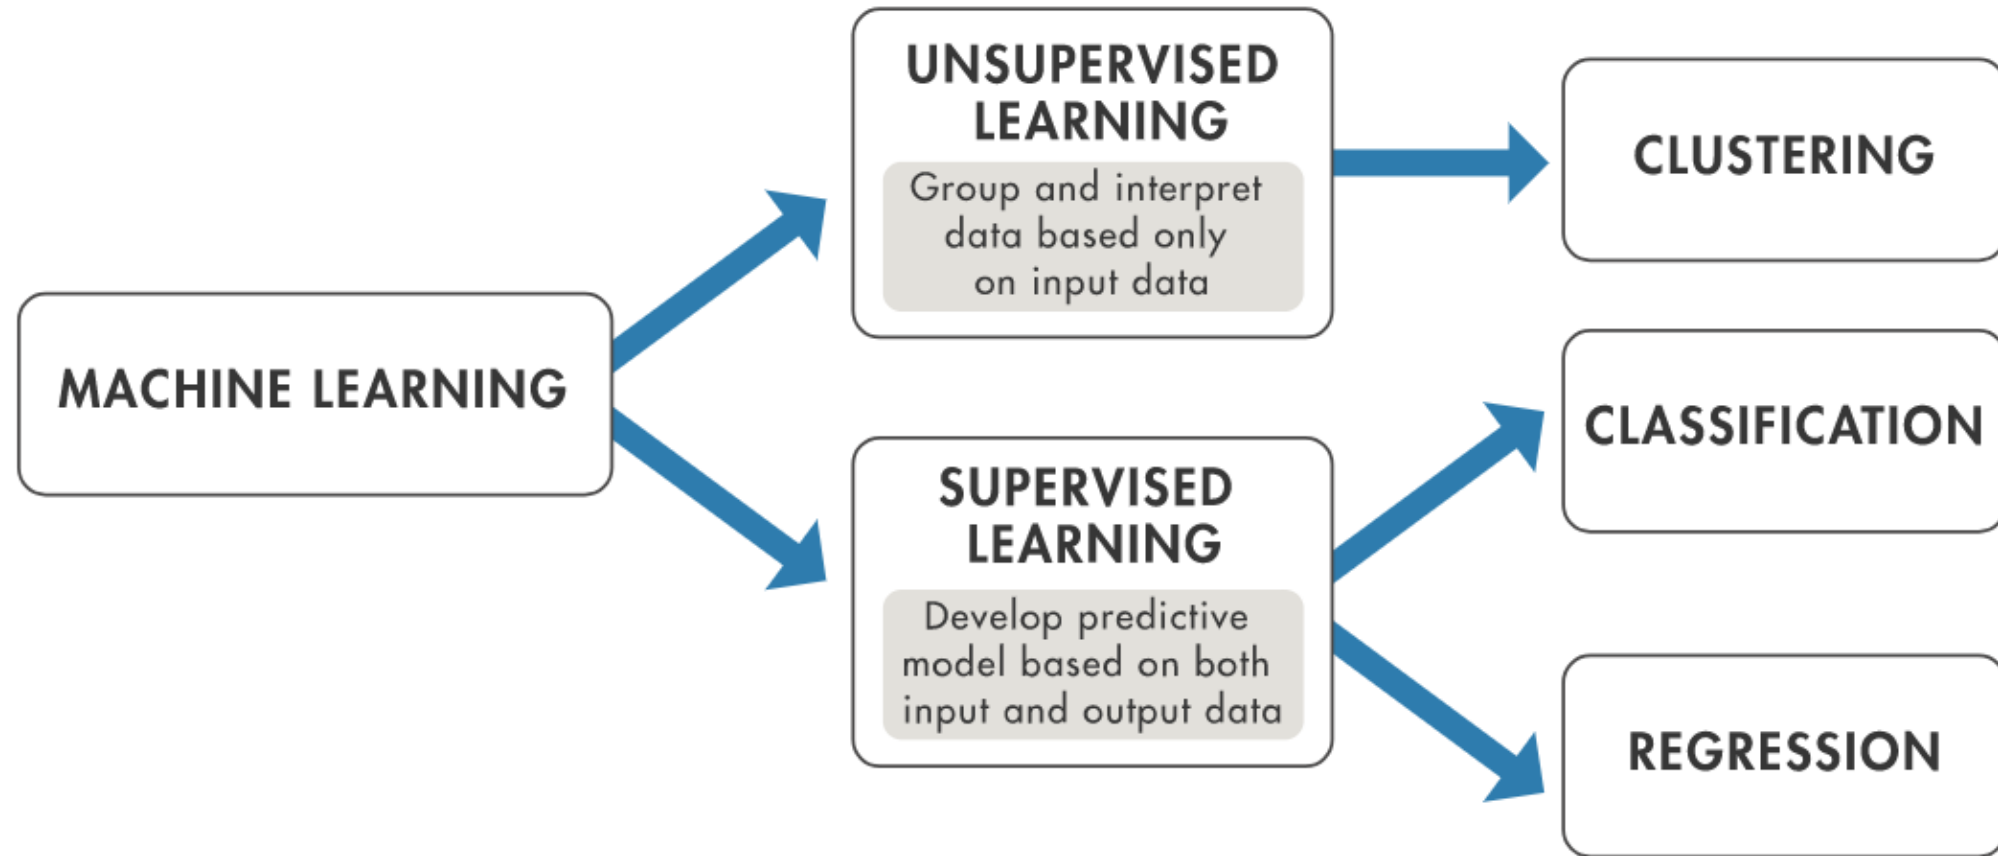 MACHINE LEARNING
UNSUPERVISED
LEARNING
Group and interpret
data based only
on input data
SUPERVISED
LEARNING
Develop predictive
model based on both
input and output data
CLUSTERING
CLASSIFICATION
REGRESSION